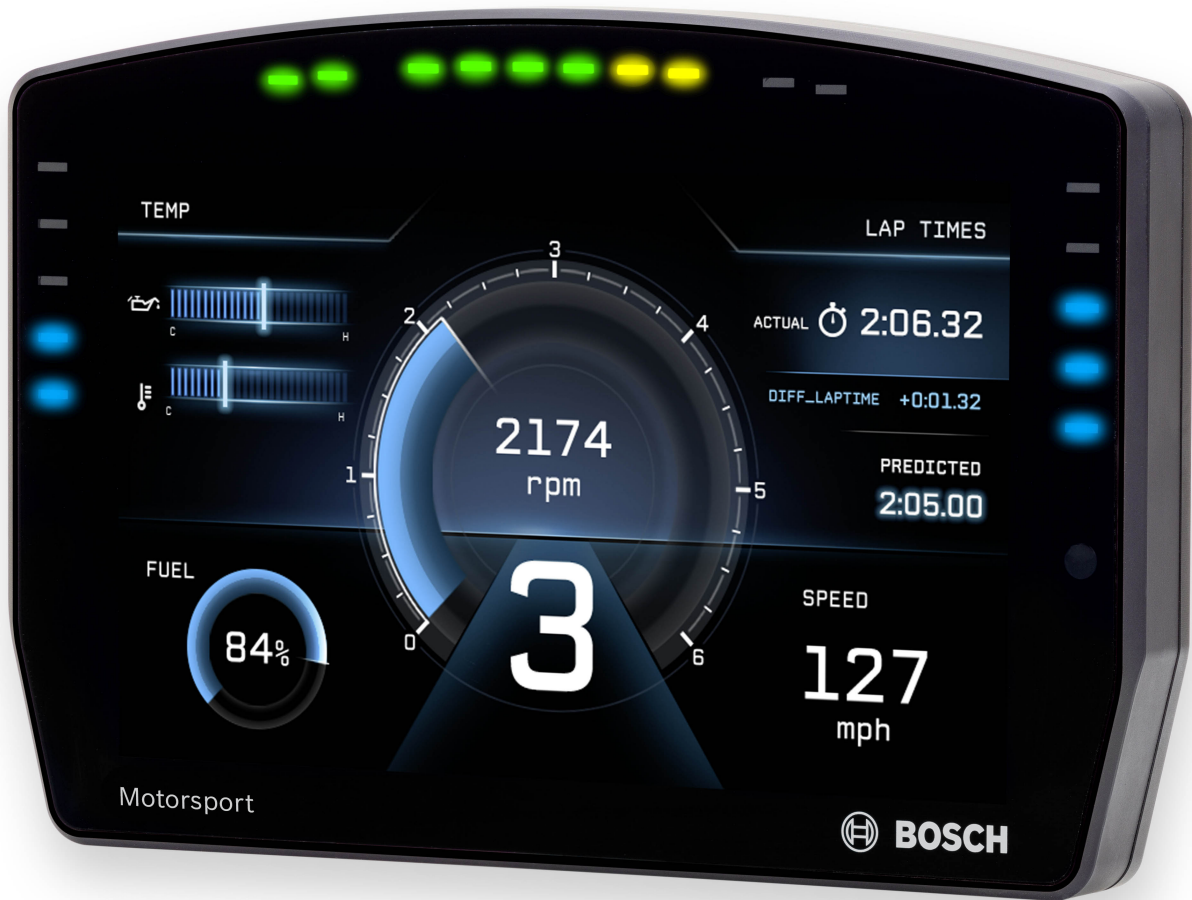 TEMP
C
H
C
H
LAP TIMES
ACTUAL 2:06.32
DIFF_LAPTIME +0:01.32
PREDICTED
2:05.00
0
1
2
3
4
5
6
2174
rpm
3
FUEL
84%
SPEED
127
mph
Motorsport
BOSCH